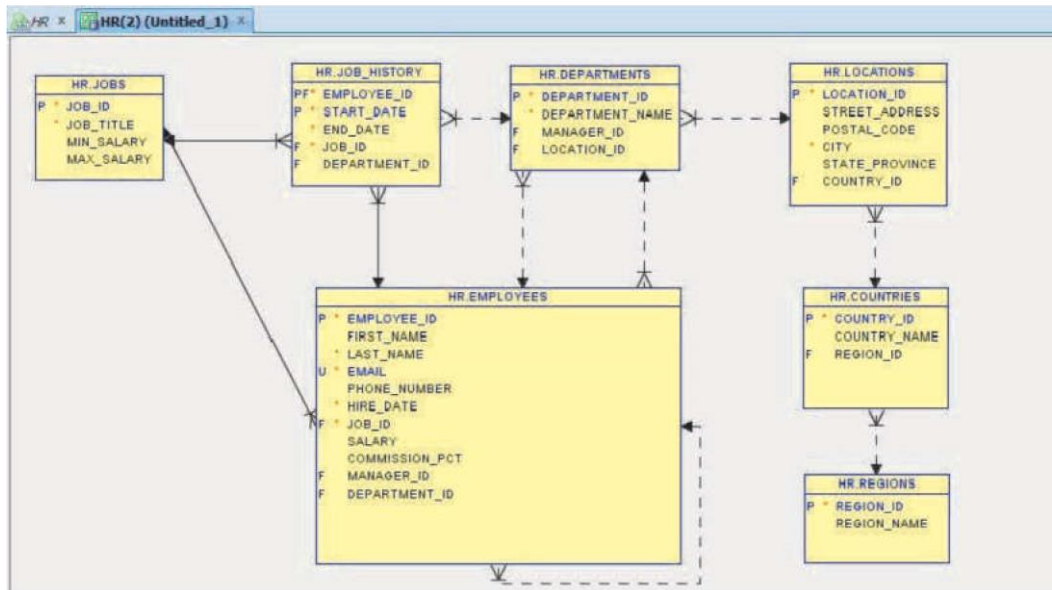 HR × HR(2) (Untitled_1) ×
HR.JOBS
P * JOB_ID
* JOB_TITLE
MIN_SALARY
MAX_SALARY
HR.JOB_HISTORY
PF* EMPLOYEE_ID
P * START_DATE
* END_DATE
F * JOB_ID
F DEPARTMENT_ID
HR.DEPARTMENTS
P * DEPARTMENT_ID
* DEPARTMENT_NAME
F MANAGER_ID
F LOCATION_ID
HR.LOCATIONS
P * LOCATION_ID
STREET_ADDRESS
POSTAL_CODE
* CITY
STATE_PROVINCE
F COUNTRY_ID
HR.EMPLOYEES
P * EMPLOYEE_ID
FIRST_NAME
* LAST_NAME
U * EMAIL
PHONE_NUMBER
* HIRE_DATE
F * JOB_ID
SALARY
COMMISSION_PCT
F MANAGER_ID
F DEPARTMENT_ID
HR.COUNTRIES
P * COUNTRY_ID
COUNTRY_NAME
F REGION_ID
HR.REGIONS
P * REGION_ID
REGION_NAME